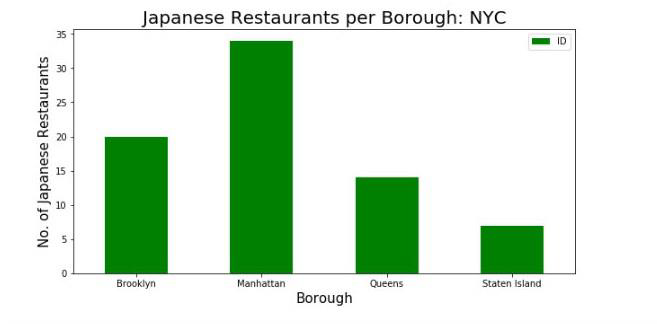 Japanese Restaurants per Borough: NYC
ID
No. of Japanese Restaurants
35
30
25
20
15
10
5
0
Brooklyn Manhattan Queens Staten Island
Borough